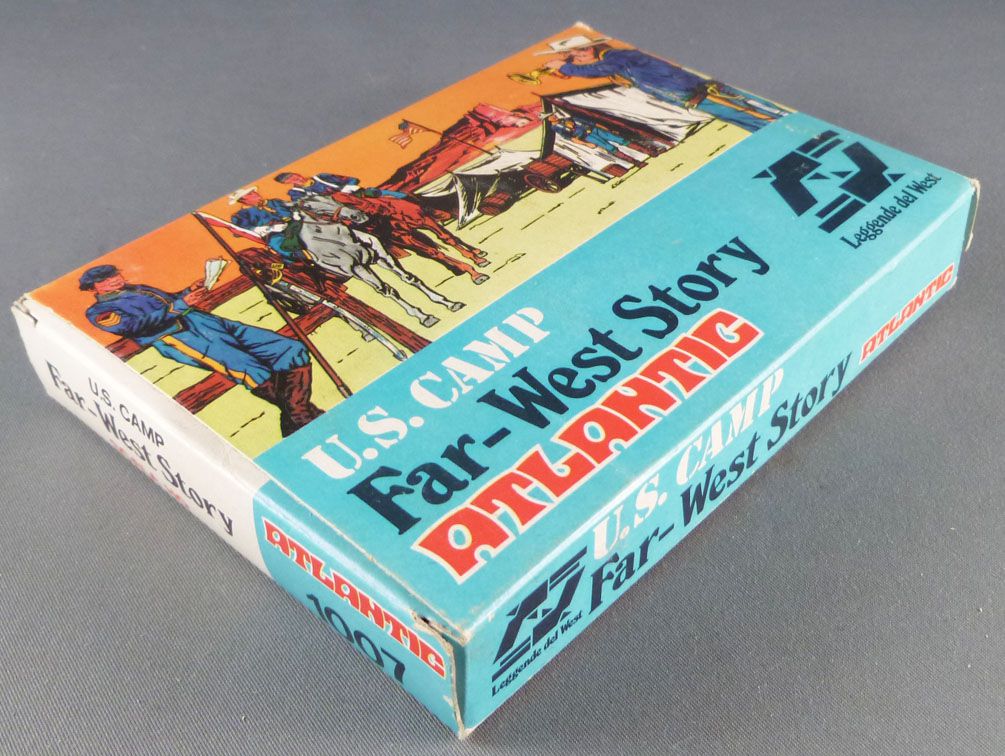 U.S. CAMP
Far-West Story
ATLANTIC
Leggende del West
U.S. CAMP
Far-West Story
ATLANTIC
1007
U.S. CAMP
Far-West Story
ATLANTIC
Leggende del West